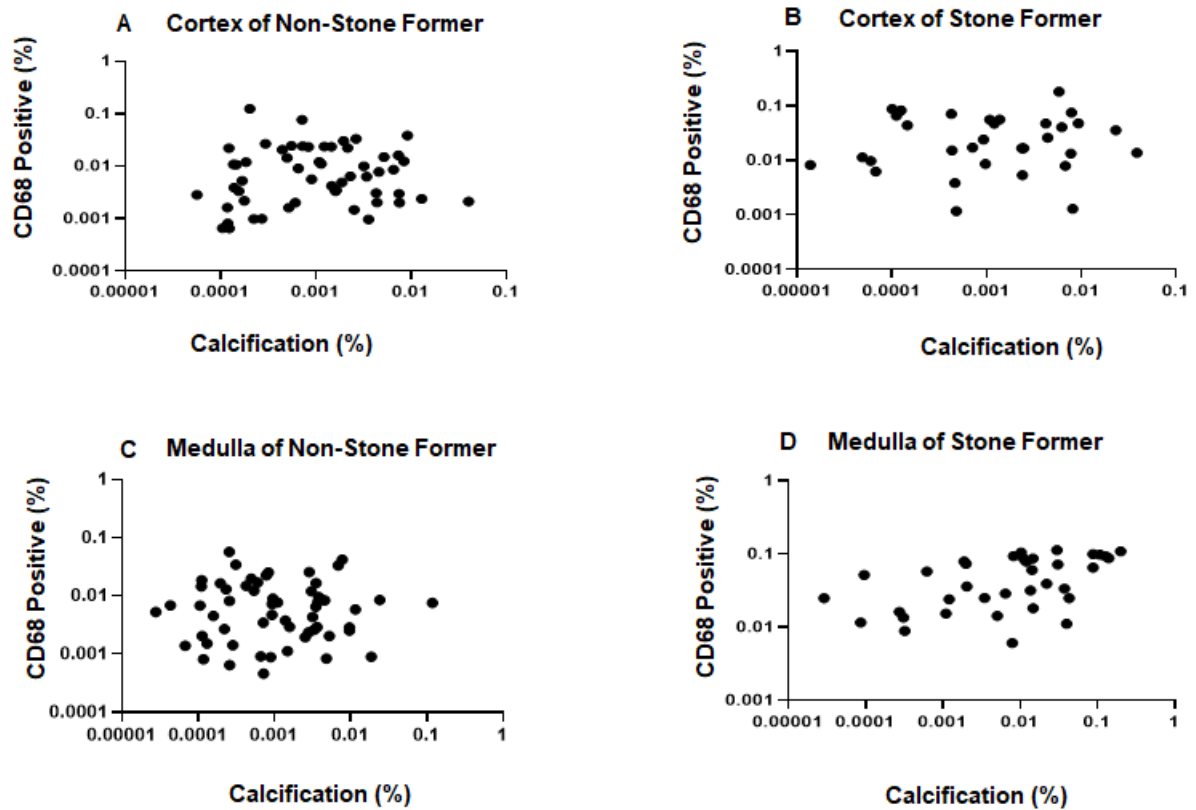 A Cortex of Non-Stone Former
CD68 Positive (%)
1
0.1
0.01
0.001
0.0001
0.00001 0.0001 0.001 0.01 0.1
Calcification (%)
B Cortex of Stone Former
CD68 Positive (%)
1
0.1
0.01
0.001
0.0001
0.00001 0.0001 0.001 0.01 0.1
Calcification (%)
C Medulla of Non-Stone Former
CD68 Positive (%)
1
0.1
0.01
0.001
0.0001
0.00001 0.0001 0.001 0.01 0.1 1
Calcification (%)
D Medulla of Stone Former
CD68 Positive (%)
1
0.1
0.01
0.001
0.00001 0.0001 0.001 0.01 0.1 1
Calcification (%)